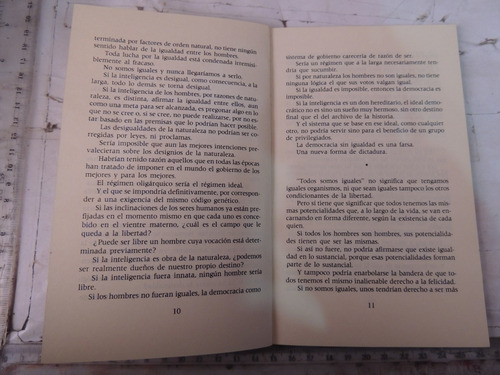 terminada por factores de orden natural, no tiene ningún
sentido hablar de la igualdad entre los hombres.
Toda lucha por la igualdad está condenada irremisi-
blemente al fracaso.
No somos iguales y nunca llegaríamos a serlo.
Si la inteligencia es desigual, como consecuencia, a la
larga, todo lo demás se torna desigual.
Si la inteligencia de los hombres, por razones de natu-
raleza, es distinta, afirmar la igualdad entre ellos, aun
como una meta para ser alcanzada, es pregonar algo en lo
que no se cree o, si se cree, no puede realizarse, por no es-
tar basado en las premisas que lo podrían hacer posible.
Las desigualdades de la naturaleza no podrían ser co-
rregidas por leyes, ni proclamas.
Sería imposible que aun las mejores intenciones pre-
valecieran sobre los designios de la naturaleza.
Habrían tenido razón aquellos que en todas las épocas
han tratado de imponer en el mundo el gobierno de los
mejores y para los mejores.
El régimen oligárquico sería el régimen ideal.
Y el que se impondría definitivamente, por correspon-
der a una exigencia del mismo código genético.
Si las inclinaciones de los seres humanos ya están pre-
fijadas en el momento mismo en que cada uno es conce-
bido en el vientre materno, ¿cuál es el campo que le
queda a la libertad?
¿Puede ser libre un hombre cuya vocación está deter-
minada previamente?
Si la inteligencia es obra de la naturaleza, ¿podemos
ser realmente dueños de nuestro propio destino?
Si la inteligencia fuera innata, ningún hombre sería
libre.
Si los hombres no fueran iguales, la democracia como
10
sistema de gobierno carecería de razón de ser.
Sería un régimen que a la larga necesariamente ten-
dría que sucumbir.
Si por naturaleza los hombres no son iguales, no tiene
ninguna lógica el que sus votos valgan igual.
Si la igualdad es imposible, entonces la democracia es
imposible.
Si la inteligencia es un don hereditario, el ideal demo-
crático no es sino un sueño muy hermoso, sin otro destino
final que el del archivo de la historia.
Y el sistema que se base en ese ideal, como cualquier
otro, no podría servir sino para el beneficio de un grupo
de privilegiados.
La democracia sin igualdad es una farsa.
Una nueva forma de dictadura.
•
"Todos somos iguales" no significa que tengamos
iguales organismos, ni que sean iguales tampoco los otros
condicionantes de la libertad.
Pero sí tiene que significar que todos tenemos las mis-
mas potencialidades que, a lo largo de la vida, se van en-
carnando en forma diferente, según la existencia de cada
quien.
Si todos los hombres son hombres, sus potencialidades
tienen que ser las mismas.
Si así no fuere, no podría afirmarse que existe iguali-
dad en lo sustancial, porque esas potencialidades forman
parte de lo sustancial.
Y tampoco podría enarbolarse la bandera de que to-
dos tenemos el mismo inalienable derecho a la felicidad.
Si no somos iguales, unos tendrían derecho a ser más
11